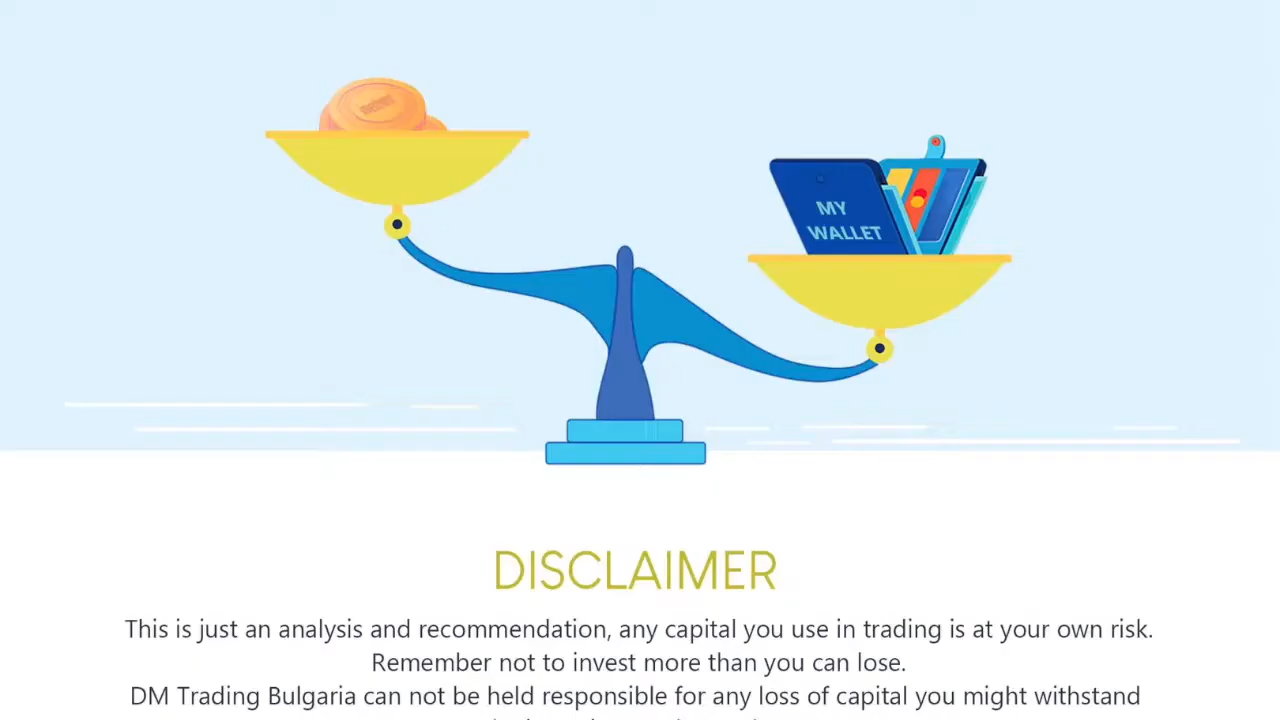 MY
WALLET
DISCLAIMER
This is just an analysis and recommendation, any capital you use in trading is at your own risk.
Remember not to invest more than you can lose.
DM Trading Bulgaria can not be held responsible for any loss of capital you might withstand